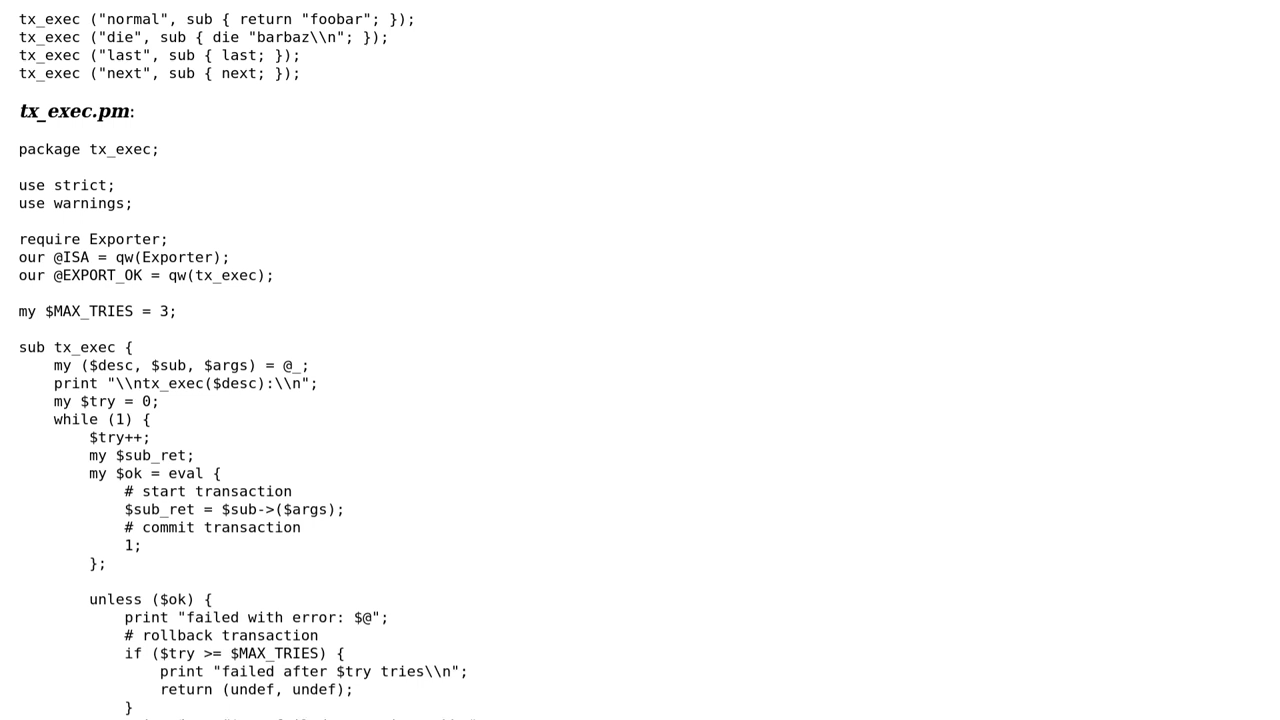 tx_exec ("normal", sub { return "foobar"; });
tx_exec ("die", sub { die "barbaz\\n"; });
tx_exec ("last", sub { last; });
tx_exec ("next", sub { next; });
tx_exec.pm:
package tx_exec;
use strict;
use warnings;
require Exporter;
our @ISA = qw(Exporter);
our @EXPORT_OK = qw(tx_exec);
my $MAX_TRIES = 3;
sub tx_exec {
    my ($desc, $sub, $args) = @_;
    print "\\ntx_exec($desc):\\n";
    my $try = 0;
    while (1) {
        $try++;
        my $sub_ret;
        my $ok = eval {
            # start transaction
            $sub_ret = $sub->($args);
            # commit transaction
            1;
        };
        unless ($ok) {
            print "failed with error: $@";
            # rollback transaction
            if ($try >= $MAX_TRIES) {
                print "failed after $try tries\\n";
                return (undef, undef);
            }